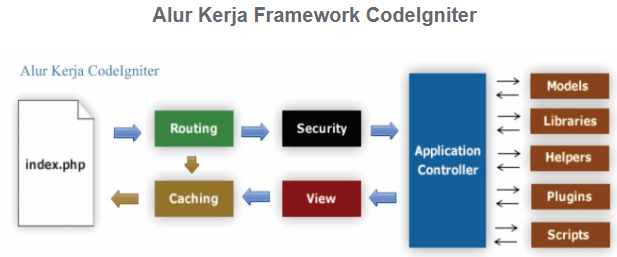 Alur Kerja Framework CodeIgniter
Alur Kerja CodeIgniter
index.php
Routing
Security
Caching
View
Application
Controller
Models
Libraries
Helpers
Plugins
Scripts